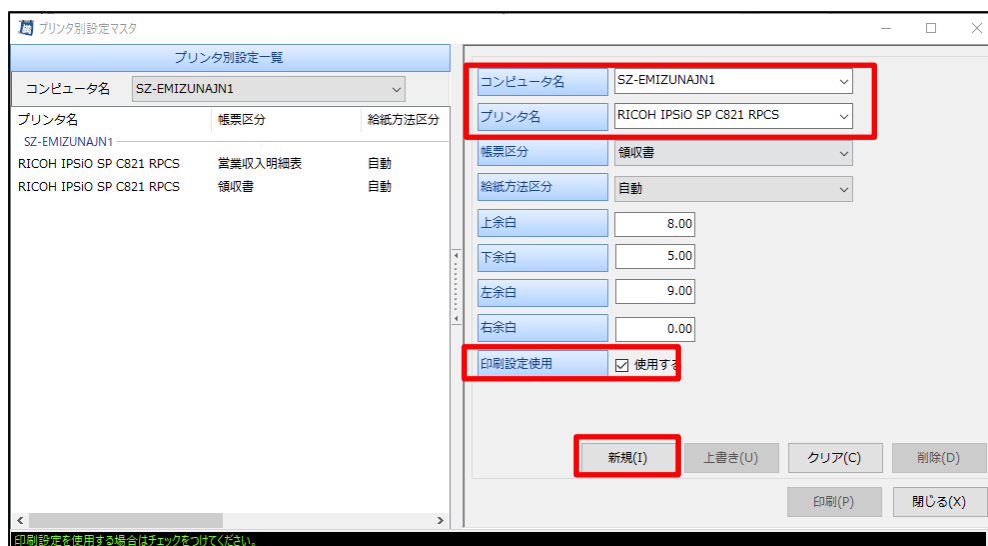 プリンタ別設定マスタ
プリンタ別設定一覧
コンピュータ名 SZ-EMIZUNAJN1
プリンタ名 帳票区分 給紙方法区分
SZ-EMIZUNAJN1
RICOH IPSiO SP C821 RPCS 営業収入明細表 自動
RICOH IPSiO SP C821 RPCS 領収書 自動
コンピュータ名 SZ-EMIZUNAJN1
プリンタ名 RICOH IPSiO SP C821 RPCS
帳票区分 領収書
給紙方法区分 自動
上余白 8.00
下余白 5.00
左余白 9.00
右余白 0.00
印刷設定使用 使用する
新規(I) 上書き(U) クリア(C) 削除(D)
印刷(P) 閉じる(X)
印刷設定を使用する場合はチェックをつけてください。